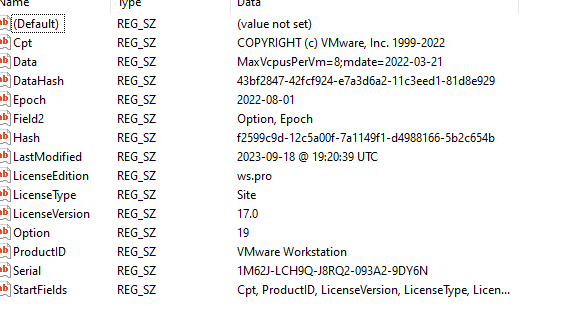 Name Type Data
(Default) REG_SZ (value not set)
Cpt REG_SZ COPYRIGHT (c) VMware, Inc. 1999-2022
Data REG_SZ MaxVcpusPerVm=8;mdate=2022-03-21
DataHash REG_SZ 43bf2847-42fcf924-e7a3d6a2-11c3eed1-81d8e929
Epoch REG_SZ 2022-08-01
Field2 REG_SZ Option, Epoch
Hash REG_SZ f2599c9d-12c5a00f-7a1149f1-d4988166-5b2c654b
LastModified REG_SZ 2023-09-18 @ 19:20:39 UTC
LicenseEdition REG_SZ ws.pro
LicenseType REG_SZ Site
LicenseVersion REG_SZ 17.0
Option REG_SZ 19
ProductID REG_SZ VMware Workstation
Serial REG_SZ 1M62J-LCH9Q-J8RQ2-093A2-9DY6N
StartFields REG_SZ Cpt, ProductID, LicenseVersion, LicenseType, Licen...